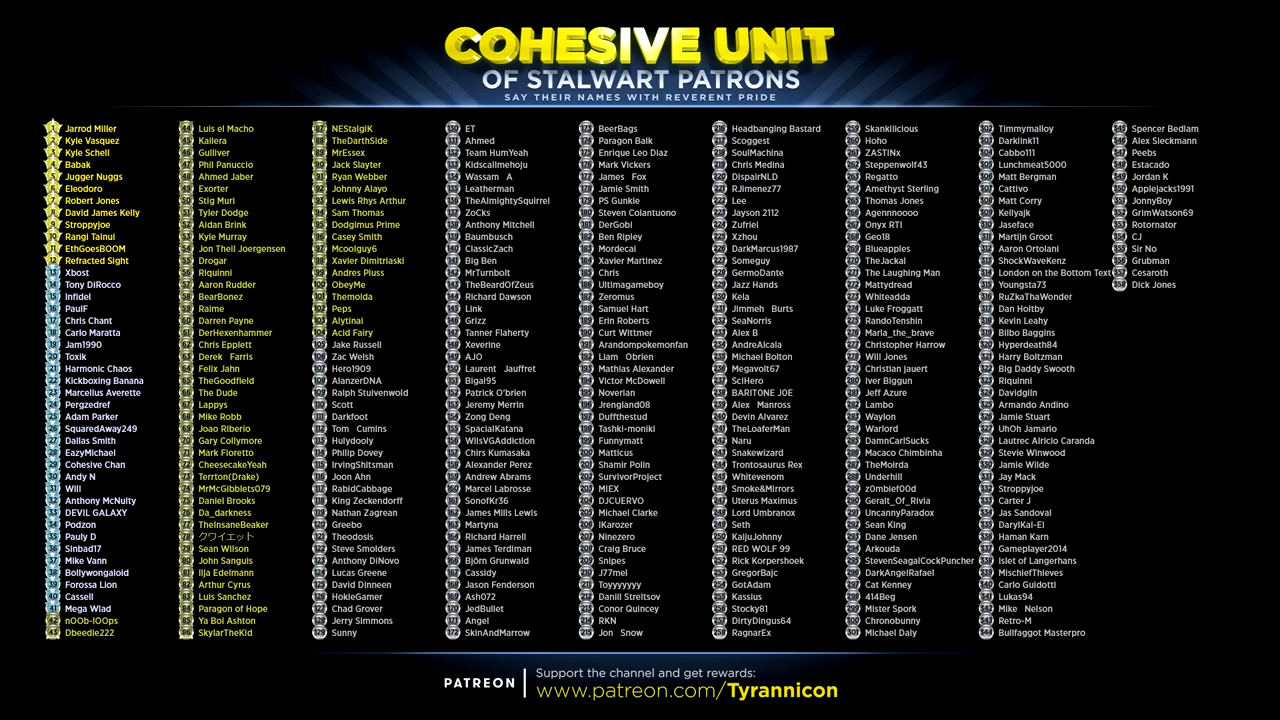 COHESIVE UNIT
OF STALWART PATRONS
SAY THEIR NAMES WITH REVERENT PRIDE
Jarrod Miller
Kyle Vasquez
Kyle Schell
Babak
Jugger Nuggs
Eleodoro
Robert Jones
David James Kelly
Stroppyjoe
Rangi Tainui
EthGoesBOOM
Refracted Sight
Xbost
Tony DiRocco
Infidel
PaulF
Chris Chant
Carlo Maratta
Jam1990
Toxik
Harmonic Chaos
Kickboxing Banana
Marcellus Averette
Pergzedref
Adam Parker
SquaredAway249
Dallas Smith
EazyMichael
Cohesive Chan
Andy N
Will
Anthony McNulty
DEVIL GALAXY
Podzon
Pauly D
Sinbad17
Mike Vann
Bollywongaloid
Forossa Lion
Cassell
Mega Wlad
nOOb-lOOps
Dbeedle222
Luis el Macho
Kallera
Gulliver
Phil Panuccio
Ahmed Jaber
Exorter
Stig Muri
Tyler Dodge
Aidan Brink
Kyle Murray
Jon Theil Joergensen
Drogar
Riquinni
Aaron Rudder
BearBonez
Raime
Darren Payne
DerHexenhammer
Chris Epplett
Derek Farris
Felix Jahn
TheGoodfield
The Dude
Lappys
Mike Robb
Joao Riberio
Gary Collymore
Mark Fioretto
CheesecakeYeah
Terrton(Drake)
MrMcGibblets079
Daniel Brooks
Da_darkness
TheInsaneBeaker
クワイエット
Sean Wilson
John Sanguis
Ilja Edelmann
Arthur Cyrus
Luis Sanchez
Paragon of Hope
Ya Boi Ashton
SkylarTheKid
NEStalgiK
TheDarthSide
MrEssex
Jack Slayter
Ryan Webber
Johnny Alayo
Lewis Rhys Arthur
Sam Thomas
Dodgimus Prime
Casey Smith
Mcoolguy6
Xavier Dimitriaski
Andres Pluss
ObeyMe
Themolda
Peps
Alytinal
Acid Fairy
Jake Russell
Zac Welsh
Hero1909
AlanzerDNA
Ralph Stuivenwold
Scott
Darkfoot
Tom Cumins
Hulydooly
Philip Dovey
IrvingShitsman
Joon Ahn
RabidCabbage
King Zeckendorff
Nathan Zagrean
Greebo
Theodosis
Steve Smolders
Anthony DiNovo
Lucas Greene
David Dinneen
HokieGamer
Chad Grover
Jerry Simmons
Sunny
ET
Ahmed
Team HumYeah
Kidscallmehoju
Wassam A
Leatherman
TheAlmightySquirrel
ZoCks
Anthony Mitchell
Baumbusch
ClassicZach
Big Ben
MrTurnbolt
TheBeardOfZeus
Richard Dawson
Link
Grizz
Tanner Flaherty
Xeverine
AJO
Laurent Jauffret
Bigal95
Patrick O'brien
Jeremy Merrin
Zong Deng
SpacialKatana
WilsVGAddiction
Chirs Kumasaka
Alexander Perez
Andrew Abrams
Marcel Labrosse
SonofKr36
James Mills Lewis
Martyna
Richard Harrell
James Terdiman
Björn Grunwald
Cassidy
Jason Fenderson
Ash072
JedBullet
Angel
SkinAndMarrow
BeerBags
Paragon Balk
Enrique Leo Diaz
Mark Vickers
James Fox
Jamie Smith
PS Gunkie
Steven Colantuono
DerGobi
Ben Ripley
Mordecai
Xavier Martinez
Chris
Ultimagameboy
Zeromus
Samuel Hart
Erin Roberts
Curt Wittmer
Arandompokemonfan
Liam Obrien
Mathias Alexander
Victor McDowell
Noverian
Jrengland08
Duffthestud
Tashki-moniki
Funnymatt
Matticus
Shamir Polin
SurvivorProject
MIEX
DJCUERVO
Michael Clarke
IKarozer
Ninezero
Craig Bruce
Snipes
J77mel
Toyyyyyyy
Daniil Streltsov
Conor Quincey
RKN
Jon Snow
Headbanging Bastard
Scoggest
SoulMachina
Chris Medina
DispairNLD
RJimenez77
Lee
Jayson 2112
Zufriel
Xzhou
DarkMarcus1987
Someguy
GermoDante
Jazz Hands
Kela
Jimmeh Burts
SeaNorris
Alex B
AndreAlcala
Michael Bolton
Megavolt67
SciHero
BARITONE JOE
Alex Manross
Devin Alvarez
TheLoaferMan
Naru
Snakewizard
Trontosaurus Rex
Whitevenom
Smoke&Mirrors
Uterus Maximus
Lord Umbranox
Seth
KaijuJohnny
RED WOLF 99
Rick Korpershoek
GregorBajc
GotAdam
Kassius
Stocky81
DirtyDingus64
RagnarEx
Skankilicious
Hoho
ZASTINx
Steppenwolf43
Regatto
Amethyst Sterling
Thomas Jones
Agennnoooo
Onyx RTI
Geo18
Blueapples
TheJackal
The Laughing Man
Mattydread
Whiteadda
Luke Froggatt
RandoTenshin
Maria_the_brave
Christopher Harrow
Will Jones
Christian jauert
Iver Biggun
Jeff Azure
Lambo
Waylon
Warlord
DamnCarlSucks
Macaco Chimbinha
TheMoirda
Underhill
z0mbief00d
Geralt_Of_Rivia
UncannyParadox
Sean King
Dane Jensen
Arkouda
StevenSeagalCockPuncher
DarkAngelRafael
Cat Kenney
414Beg
Mister Spork
Chronobunny
Michael Daly
Timmymalloy
Darklink11
Cabbo111
Lunchmeat5000
Matt Bergman
Cattivo
Matt Corry
Kellyajk
Jaseface
Martijn Groot
Aaron Ortolani
ShockWaveKenz
London on the Bottom Text
Youngsta73
RuZkaThaWonder
Dan Holtby
Kevin Leahy
Bilbo Baggins
Hyperdeath84
Harry Boltzman
Big Daddy Swooth
Riquinni
Davidgiln
Armando Andino
Jamie Stuart
UhOh Jamario
Lautrec Alricio Caranda
Stevie Winwood
Jamie Wilde
Jay Mack
Stroppyjoe
Carter J
Jas Sandoval
DarylKal-El
Haman Karn
Gameplayer2014
Islet of Langerhans
MischiefThieves
Carlo Guidotti
Lukas94
Mike Nelson
Retro-M
Bullfaggot Masterpro
Spencer Bedlam
Alex Sleckmann
Peebs
Estacado
Jordan K
Applejacks1991
JonnyBoy
GrimWatson69
Rotornator
CJ
Sir No
Grubman
Cesaroth
Dick Jones
PATREON
Support the channel and get rewards:
www.patreon.com/Tyrannicon